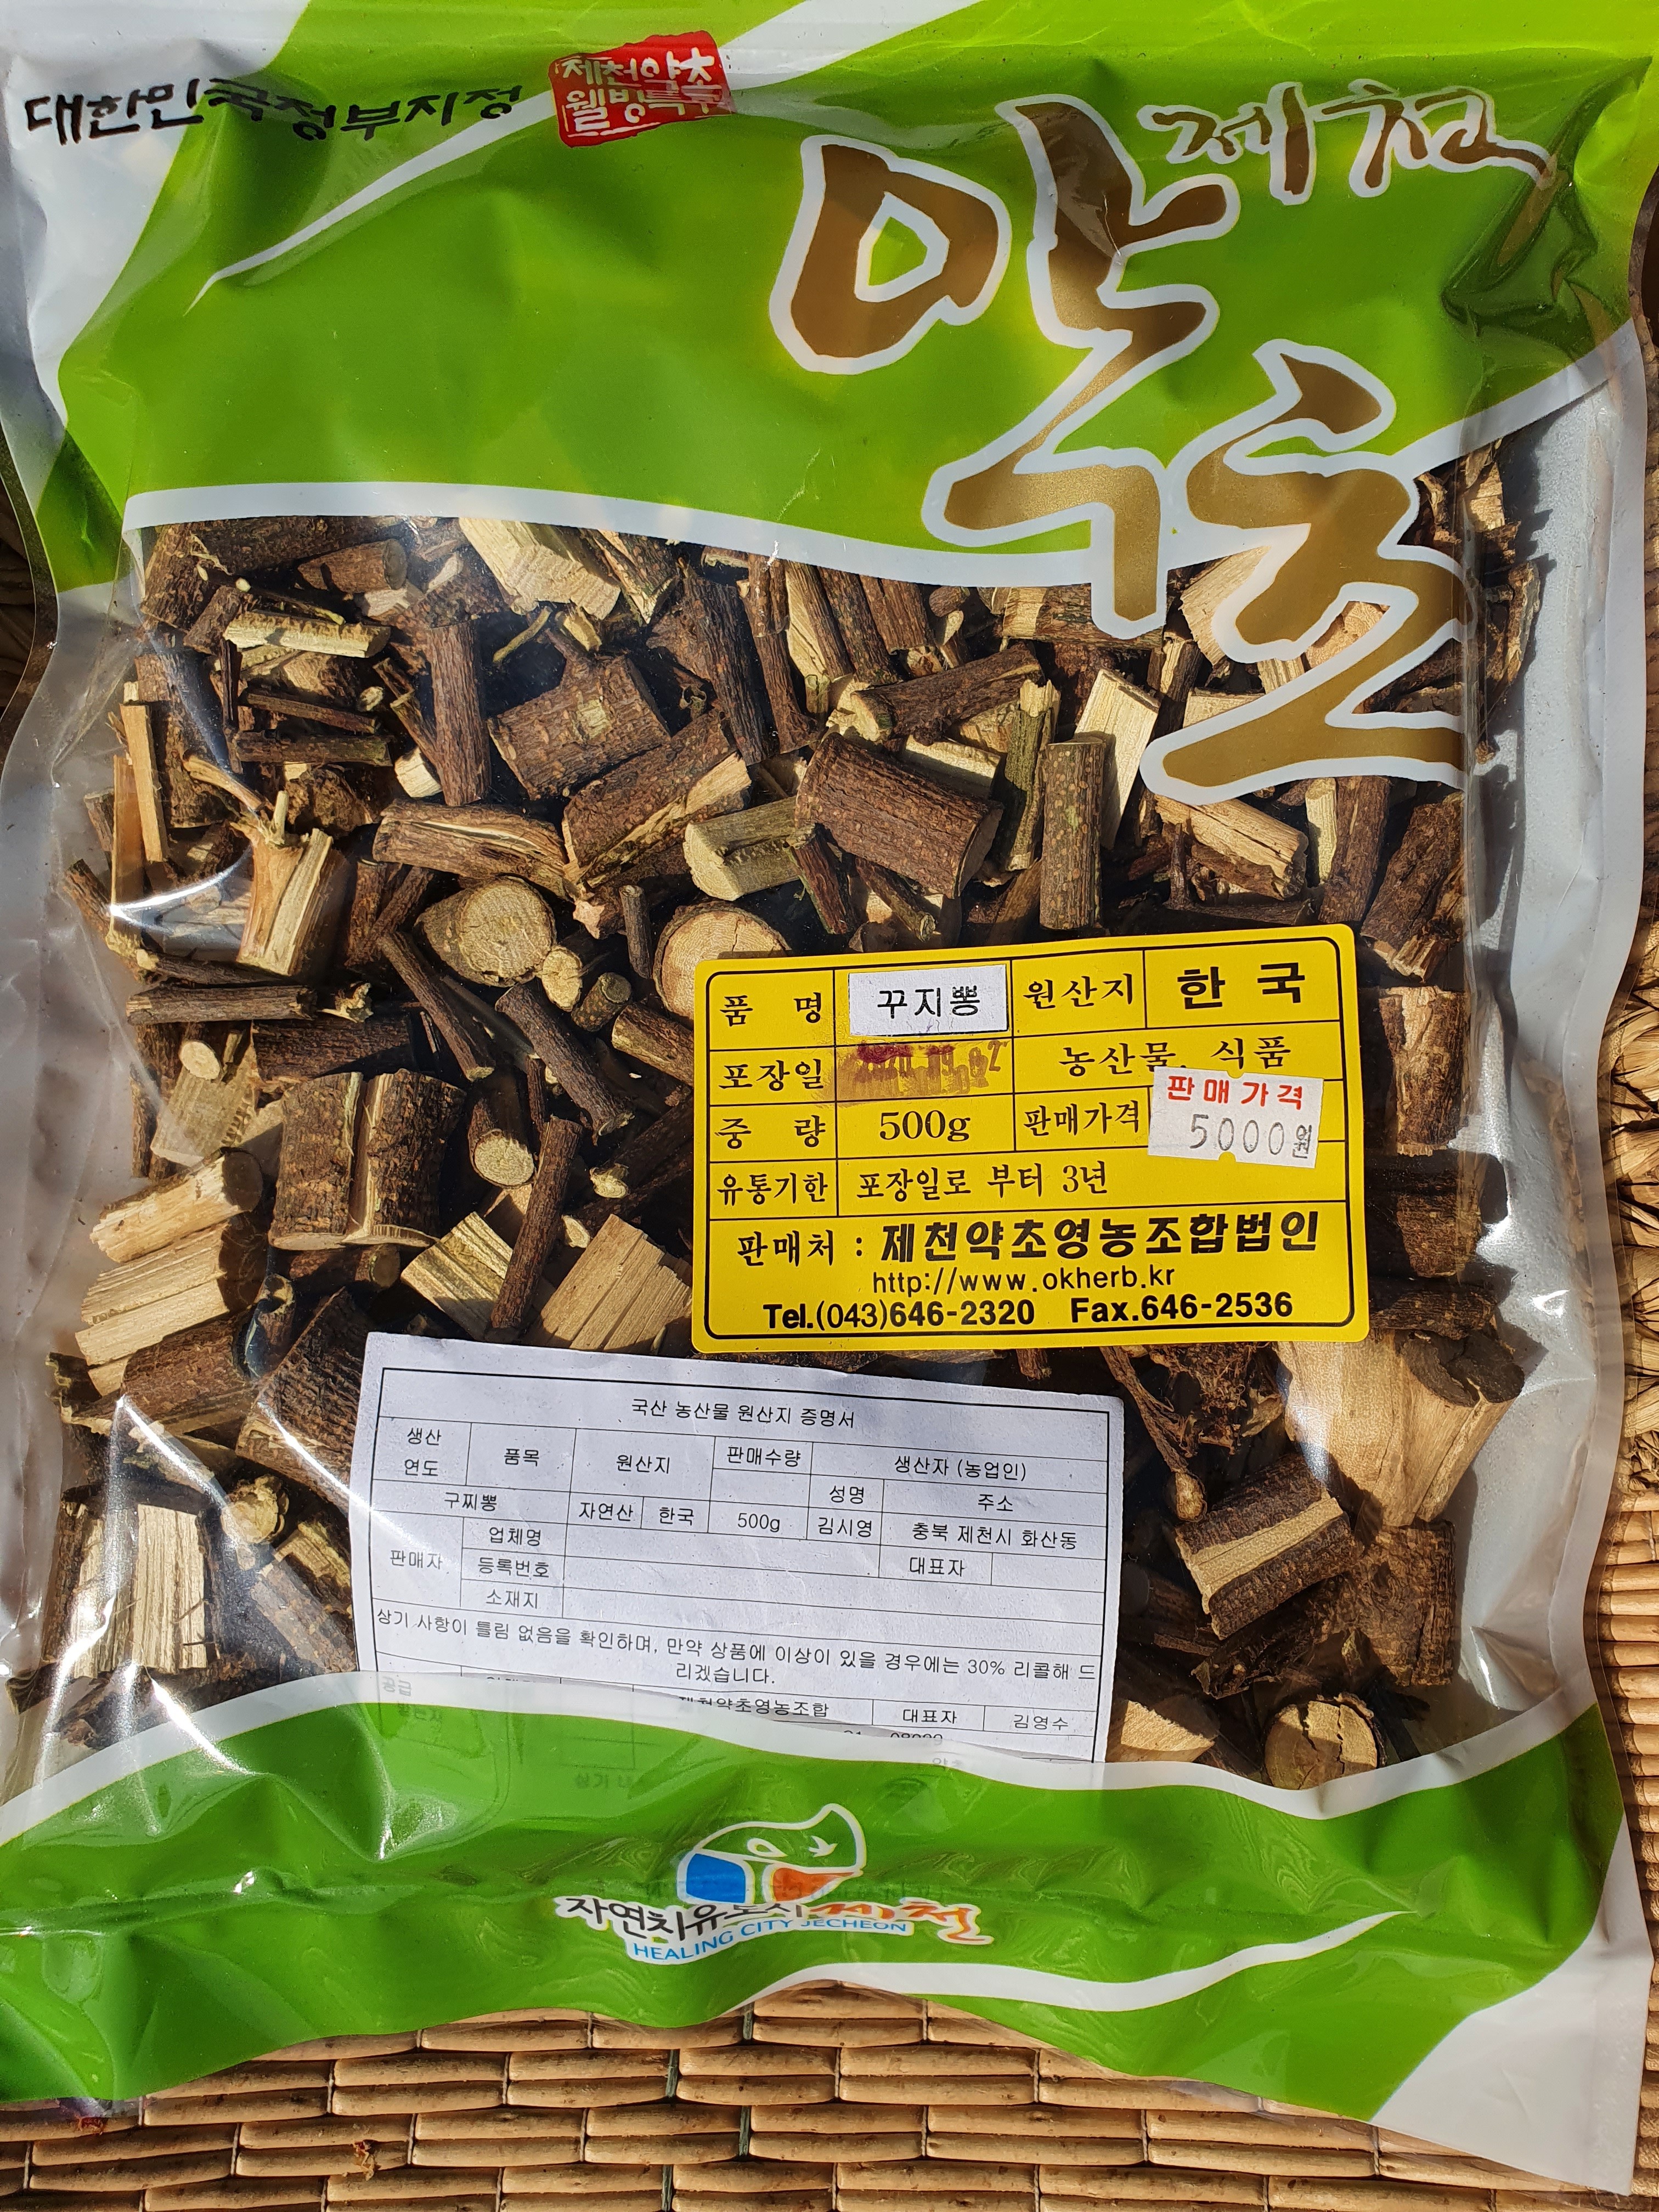 대한민국정부지정
제천약초
웰빙특구
제천
약초
품 명 꾸지뽕 원산지 한국
포장일 농산물, 식품
중 량 500g 판매가격 판매가격 5000원
유통기한 포장일로 부터 3년
판매처 : 제천약초영농조합법인
http://www.okherb.kr
Tel.(043)646-2320 Fax.646-2536
국산 농산물 원산지 증명서
생산 연도 품목 원산지 판매수량 생산자 (농업인)
성명 주소
구찌뽕 자연산 한국 500g 김시영 충북 제천시 화산동
판매자 업체명
등록번호 대표자
소재지
상기 사항이 틀림 없음을 확인하며, 만약 상품에 이상이 있을 경우에는 30% 리콜해 드
리겠습니다.
공급 제천약초영농조합 대표자 김영수
받는자
상기
자연치유도시 제천
HEALING CITY JECHEON